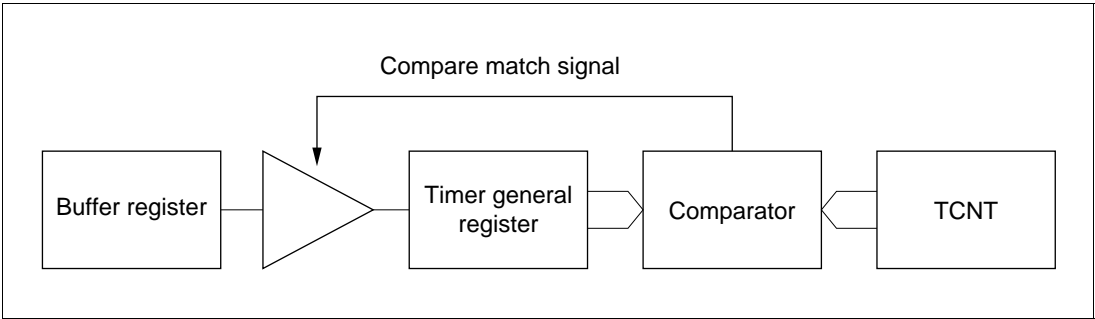 Compare match signal
Buffer register
Timer general
register
Comparator
TCNT